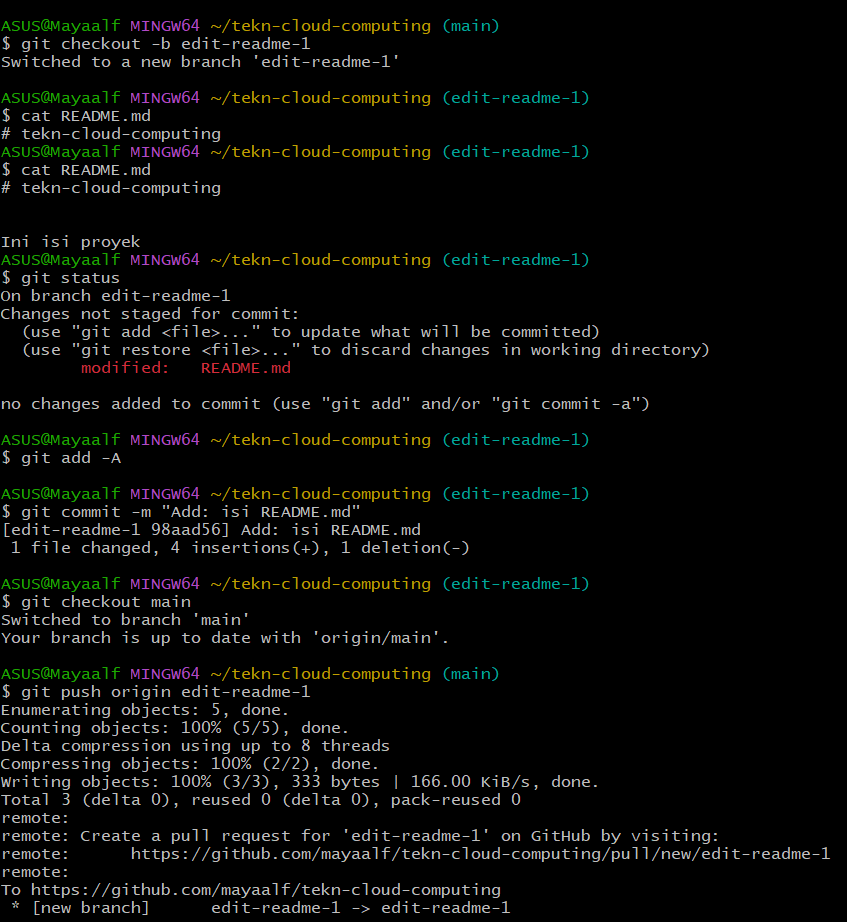 ASUS@Mayaalf MINGW64 ~/tekn-cloud-computing (main)
$ git checkout -b edit-readme-1
Switched to a new branch 'edit-readme-1'
ASUS@Mayaalf MINGW64 ~/tekn-cloud-computing (edit-readme-1)
$ cat README.md
# tekn-cloud-computing
ASUS@Mayaalf MINGW64 ~/tekn-cloud-computing (edit-readme-1)
$ cat README.md
# tekn-cloud-computing
Ini isi proyek
ASUS@Mayaalf MINGW64 ~/tekn-cloud-computing (edit-readme-1)
$ git status
On branch edit-readme-1
Changes not staged for commit:
  (use "git add <file>..." to update what will be committed)
  (use "git restore <file>..." to discard changes in working directory)
        modified:   README.md
no changes added to commit (use "git add" and/or "git commit -a")
ASUS@Mayaalf MINGW64 ~/tekn-cloud-computing (edit-readme-1)
$ git add -A
ASUS@Mayaalf MINGW64 ~/tekn-cloud-computing (edit-readme-1)
$ git commit -m "Add: isi README.md"
[edit-readme-1 98aad56] Add: isi README.md
 1 file changed, 4 insertions(+), 1 deletion(-)
ASUS@Mayaalf MINGW64 ~/tekn-cloud-computing (edit-readme-1)
$ git checkout main
Switched to branch 'main'
Your branch is up to date with 'origin/main'.
ASUS@Mayaalf MINGW64 ~/tekn-cloud-computing (main)
$ git push origin edit-readme-1
Enumerating objects: 5, done.
Counting objects: 100% (5/5), done.
Delta compression using up to 8 threads
Compressing objects: 100% (2/2), done.
Writing objects: 100% (3/3), 333 bytes | 166.00 KiB/s, done.
Total 3 (delta 0), reused 0 (delta 0), pack-reused 0
remote:
remote: Create a pull request for 'edit-readme-1' on GitHub by visiting:
remote:      https://github.com/mayaalf/tekn-cloud-computing/pull/new/edit-readme-1
remote:
To https://github.com/mayaalf/tekn-cloud-computing
 * [new branch]      edit-readme-1 -> edit-readme-1